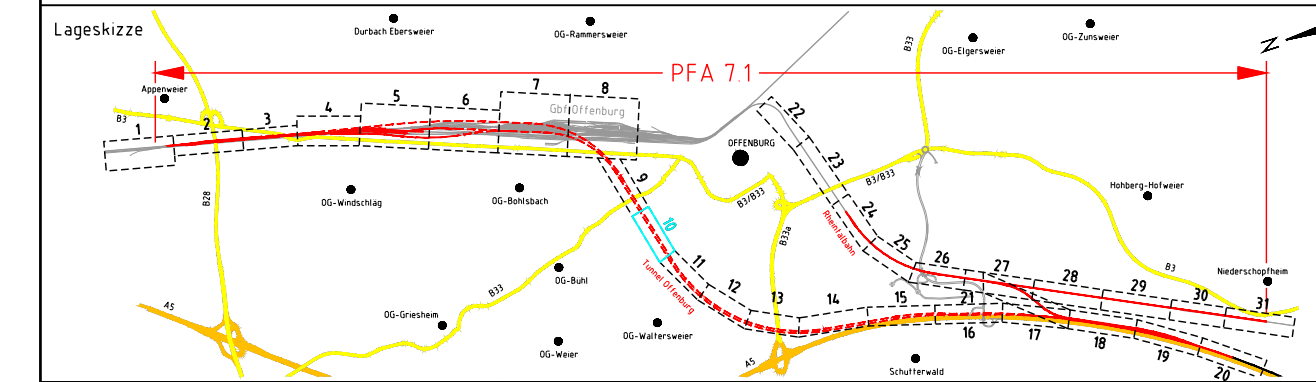 Lageskizze
Durbach Ebersweier
OG-Rammersweier
OG-Elgersweier
OG-Zunsweier
N
B33
PFA 7.1
Appenweier
B3
1
2
3
4
5
6
7
8
Gbf Offenburg
22
OFFENBURG
23
B3/B33
B3/B33
Hohberg-Hofweier
B28
OG-Windschläg
OG-Bohlsbach
9
10
24
Rheintalbahn
B33a
25
26
27
28
29
30
31
B3
Niederschopfheim
11
12
13
14
15
21
16
17
18
19
20
Tunnel Offenburg
OG-Bühl
B33
A5
OG-Griesheim
OG-Waltersweier
OG-Weier
A5
Schutterwald